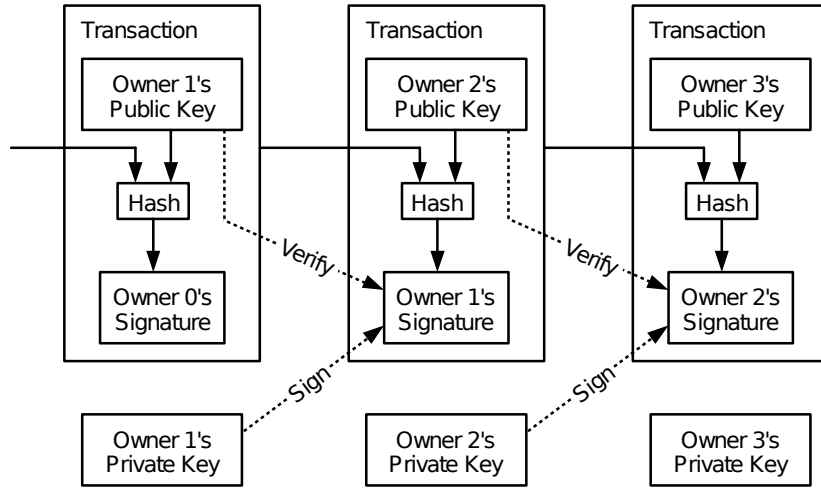 Transaction
Owner 1's
Public Key
Hash
Owner 0's
Signature
Transaction
Owner 2's
Public Key
Hash
Verify
Owner 1's
Signature
Transaction
Owner 3's
Public Key
Hash
Verify
Owner 2's
Signature
Sign
Sign
Owner 1's
Private Key
Owner 2's
Private Key
Owner 3's
Private Key